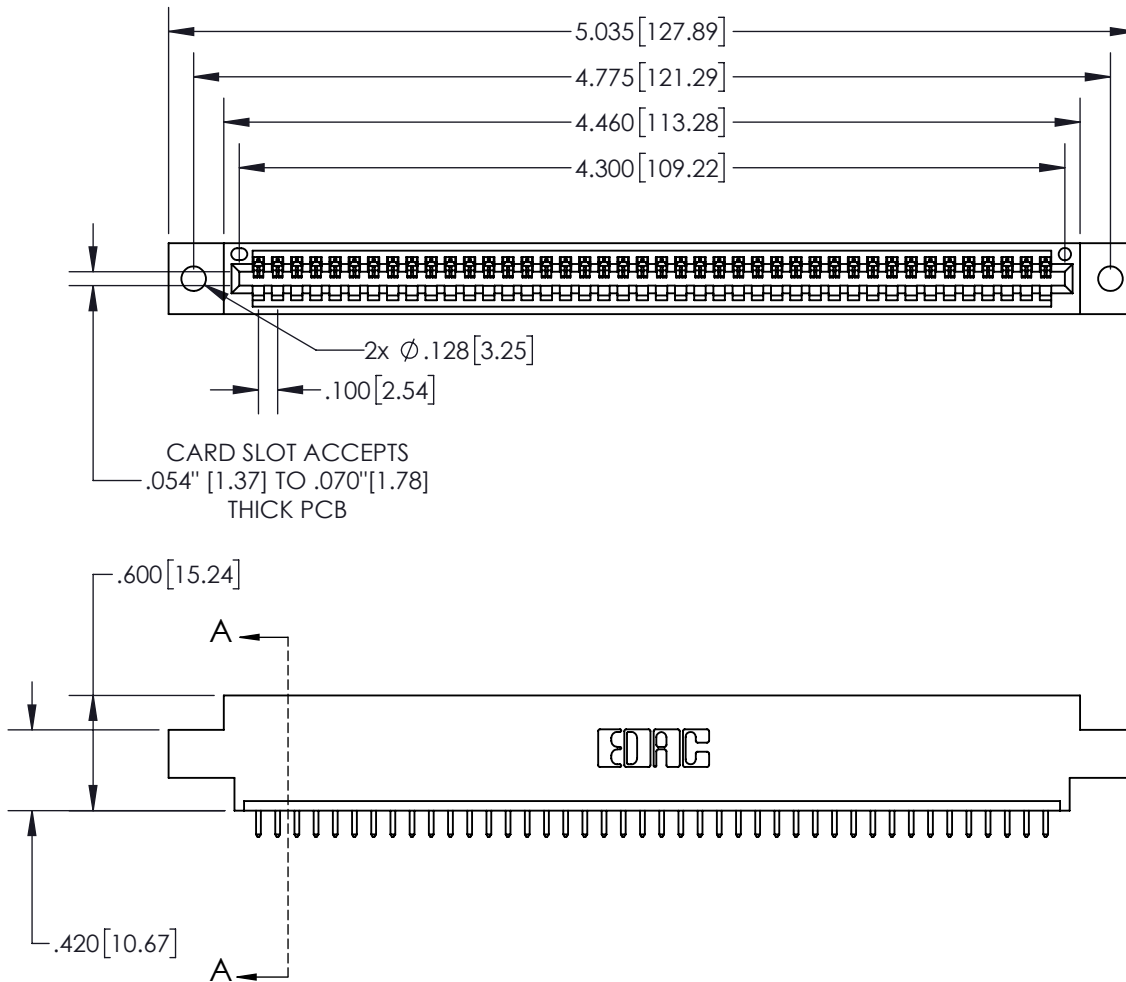 5.035[127.89]
4.775[121.29]
4.460[113.28]
4.300[109.22]
2x Ø.128[3.25]
.100[2.54]
CARD SLOT ACCEPTS
.054" [1.37] TO .070"[1.78]
THICK PCB
.600[15.24]
A
EDAC
.420[10.67]
A